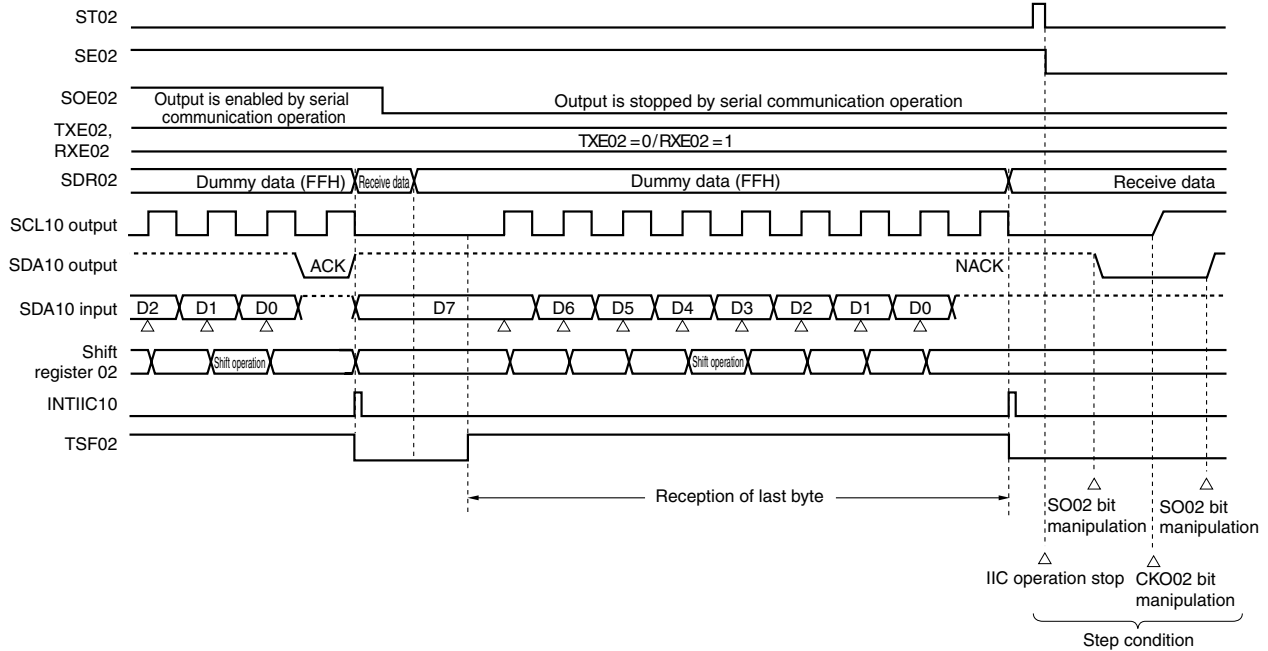 ST02
SE02
SOE02
Output is enabled by serial
communication operation
Output is stopped by serial communication operation
TXE02,
RXE02
TXE02 = 0 / RXE02 = 1
SDR02
Dummy data (FFH)
Receive data
Dummy data (FFH)
Receive data
SCL10 output
SDA10 output
ACK
NACK
SDA10 input
D2
D1
D0
D7
D6
D5
D4
D3
D2
D1
D0
Shift
register 02
Shift operation
Shift operation
INTIIC10
TSF02
Reception of last byte
SO02 bit
manipulation
SO02 bit
manipulation
IIC operation stop
CKO02 bit
manipulation
Step condition